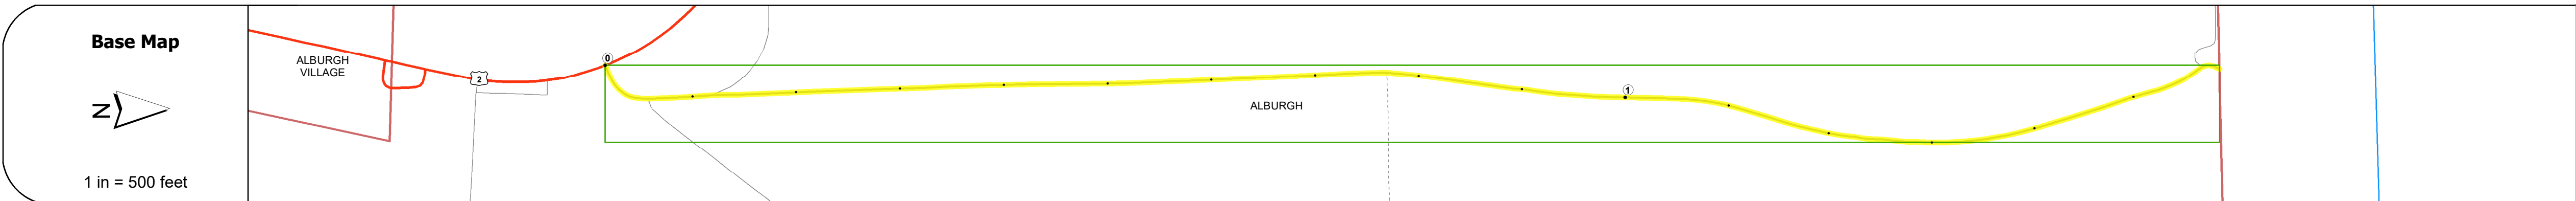 Base Map
N
1 in = 500 feet
ALBURGH
VILLAGE
2
0
ALBURGH
1